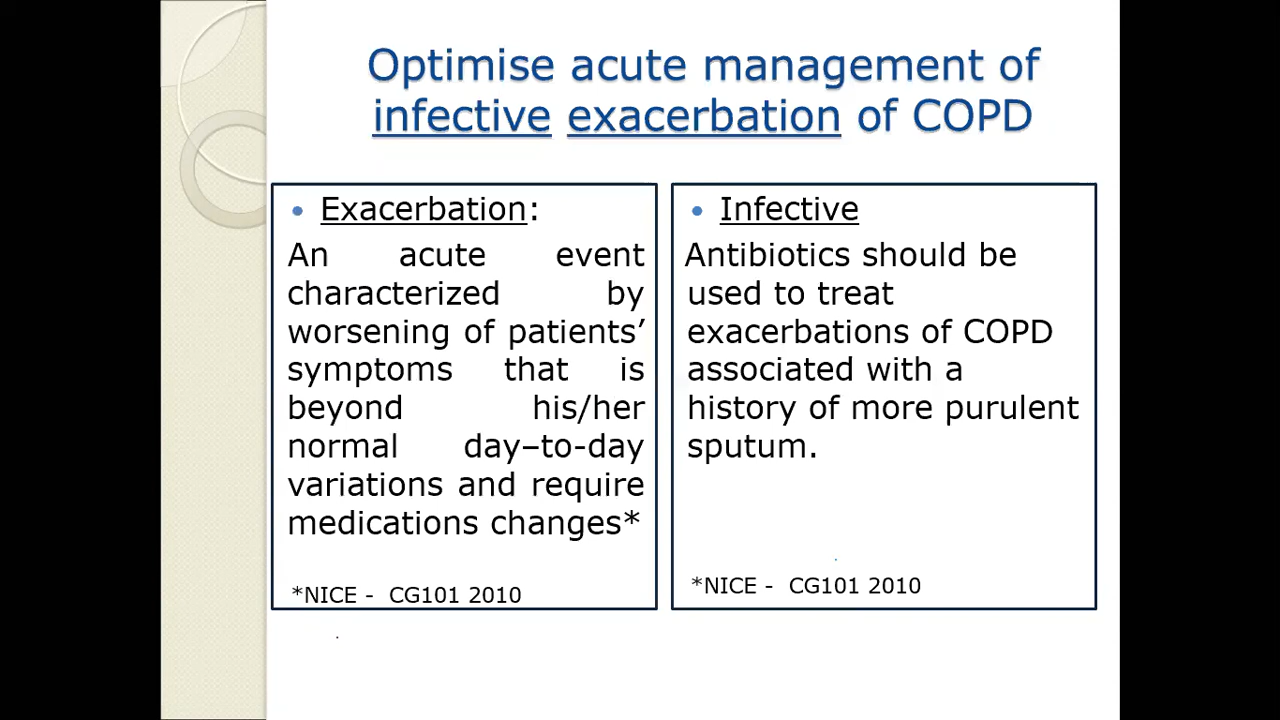 Optimise acute management of
infective exacerbation of COPD
• Exacerbation:
An acute event
characterized by
worsening of patients’
symptoms that is
beyond his/her
normal day–to-day
variations and require
medications changes*
*NICE - CG101 2010
• Infective
Antibiotics should be
used to treat
exacerbations of COPD
associated with a
history of more purulent
sputum.
*NICE - CG101 2010